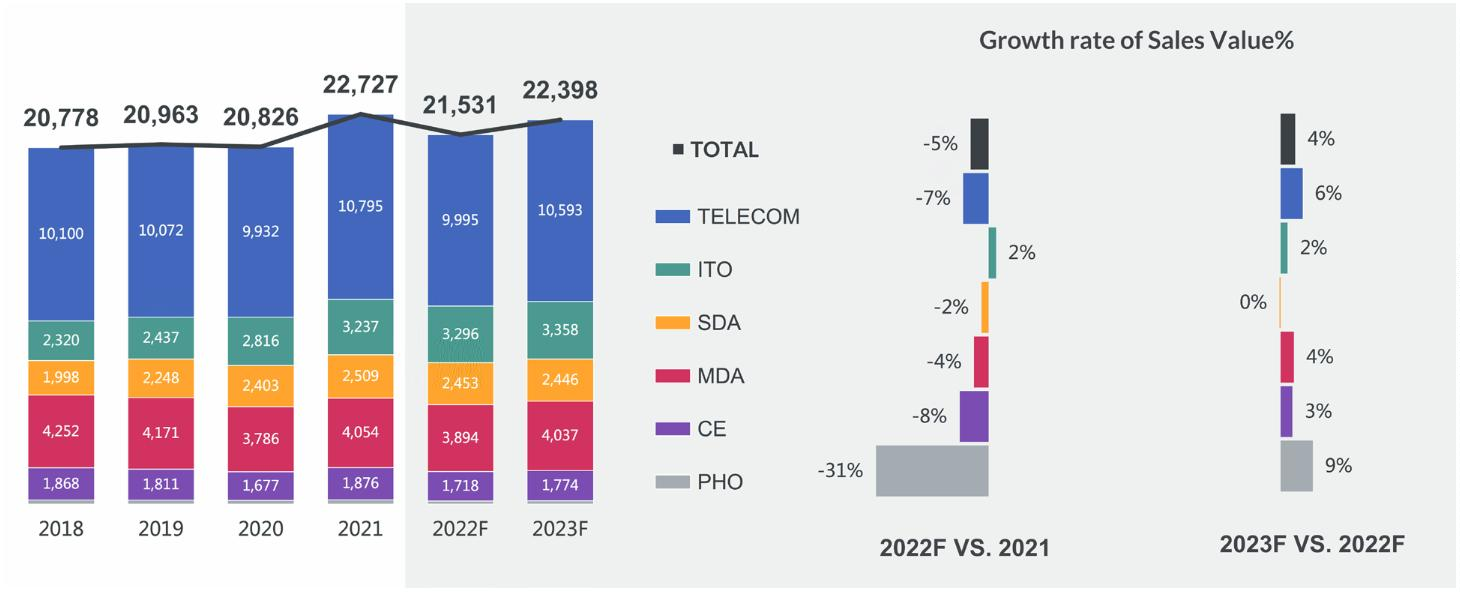 Growth rate of Sales Value%
20,778 20,963 20,826 22,727 21,531 22,398
10,100 10,072 9,932 10,795 9,995 10,593
2,320 2,437 2,816 3,237 3,296 3,358
1,998 2,248 2,403 2,509 2,453 2,446
4,252 4,171 3,786 4,054 3,894 4,037
1,868 1,811 1,677 1,876 1,718 1,774
2018 2019 2020 2021 2022F 2023F
TOTAL
TELECOM
ITO
SDA
MDA
CE
PHO
-5%
-7%
2%
-2%
-4%
-8%
-31%
2022F VS. 2021
4%
6%
2%
0%
4%
3%
9%
2023F VS. 2022F